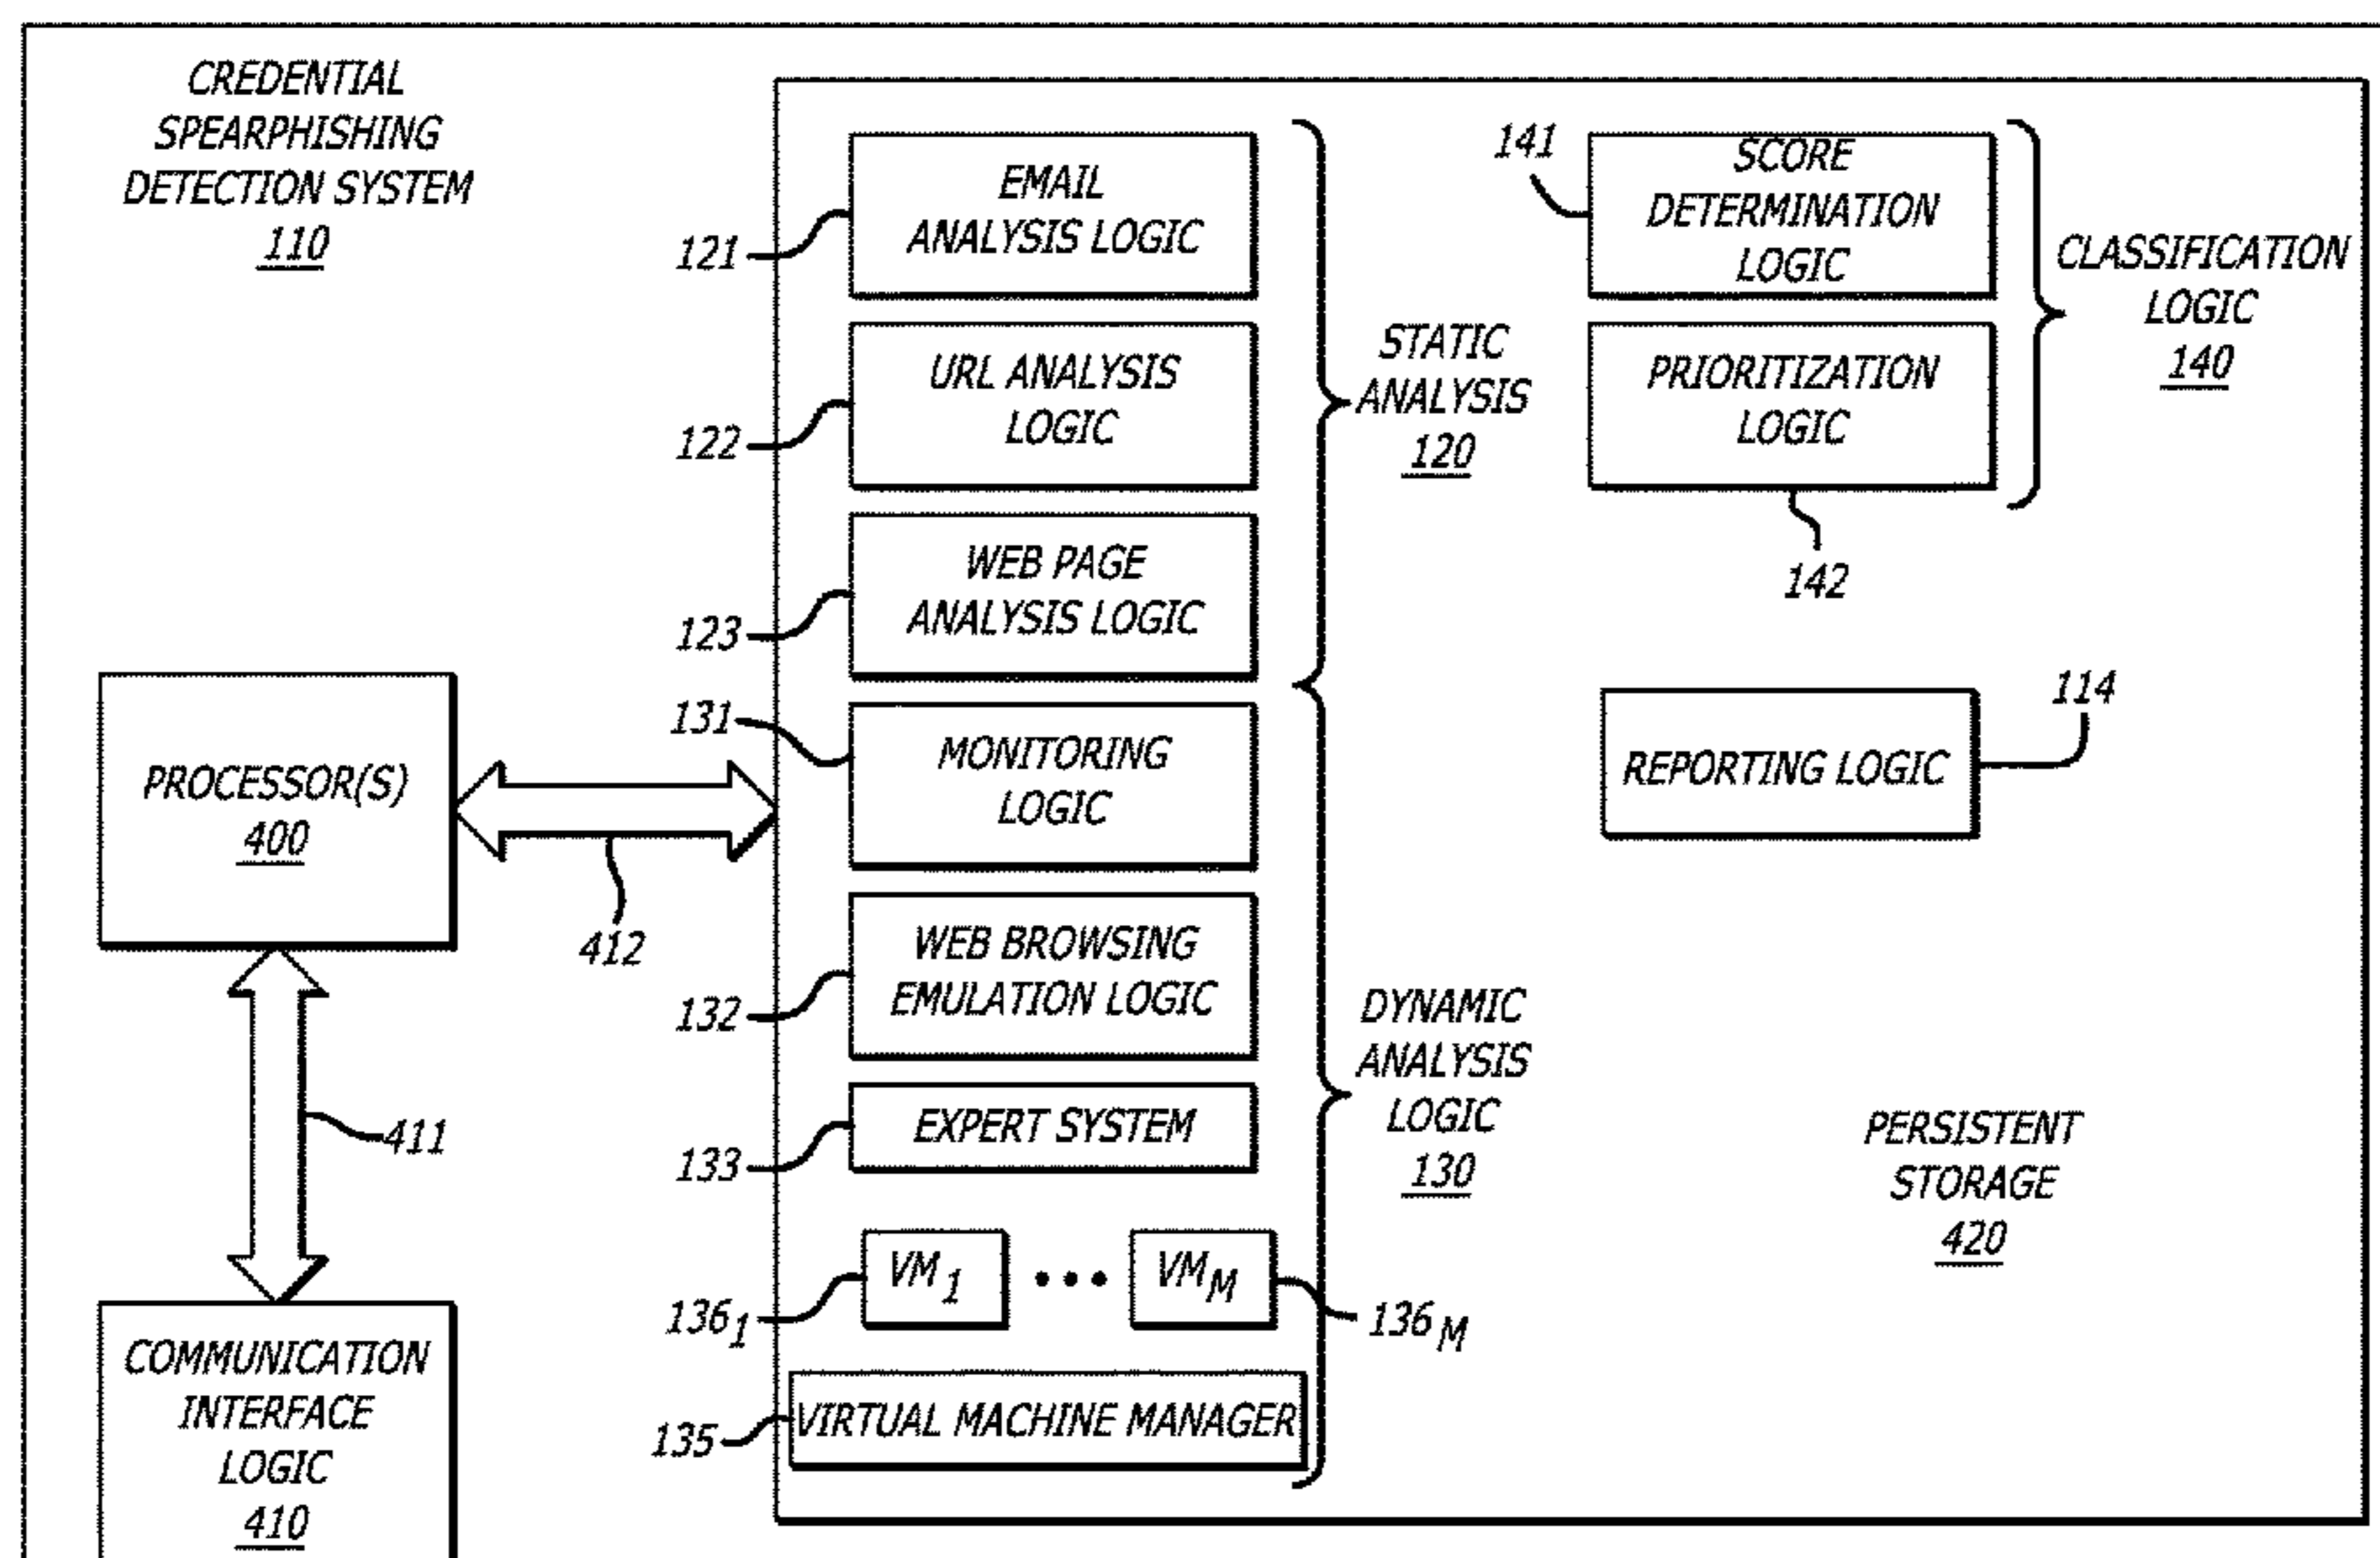 CREDENTIAL
SPEARPHISHING
DETECTION SYSTEM
110
EMAIL
ANALYSIS LOGIC
121
URL ANALYSIS
LOGIC
122
WEB PAGE
ANALYSIS LOGIC
123
STATIC
ANALYSIS
120
141
SCORE
DETERMINATION
LOGIC
PRIORITIZATION
LOGIC
142
CLASSIFICATION
LOGIC
140
114
REPORTING LOGIC
PROCESSOR(S)
400
412
131
MONITORING
LOGIC
WEB BROWSING
EMULATION LOGIC
132
EXPERT SYSTEM
133
VM1 ••• VMM
1361
136M
VIRTUAL MACHINE MANAGER
135
DYNAMIC
ANALYSIS
LOGIC
130
PERSISTENT
STORAGE
420
411
COMMUNICATION
INTERFACE
LOGIC
410